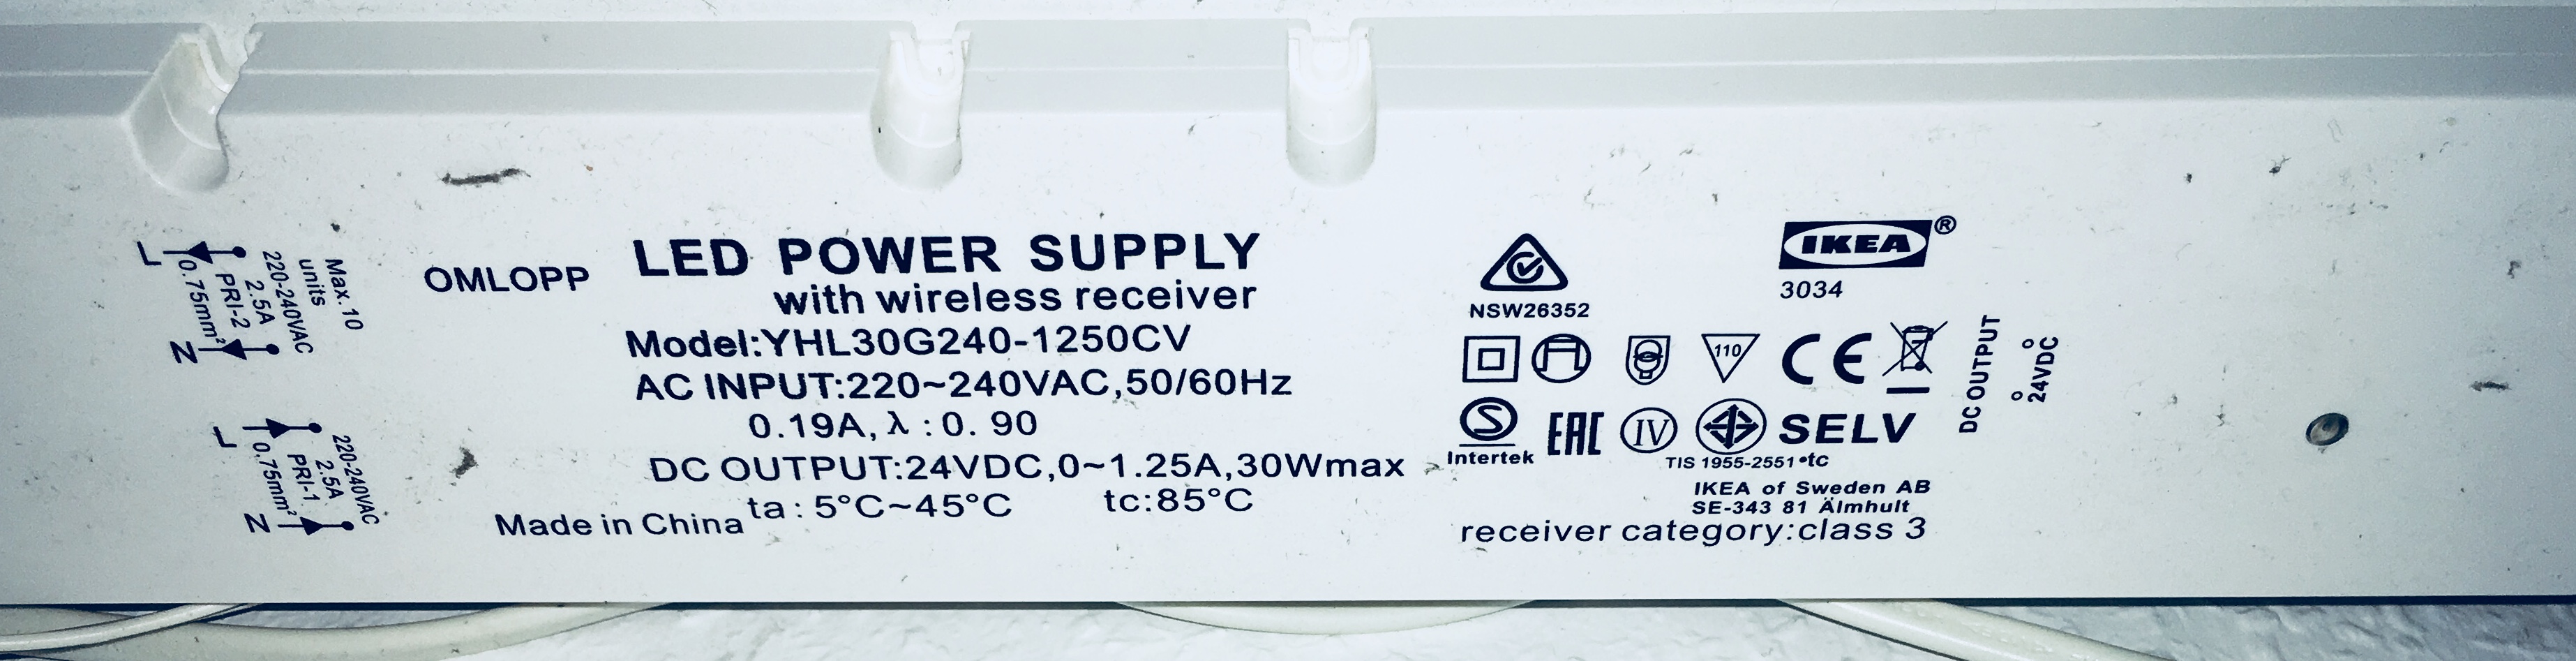 Max.10
units
220-240VAC
2.5A
PRI-2
0.75mm²
L
N
220-240VAC
2.5A
PRI-1
0.75mm²
L
N
OMLOPP
LED POWER SUPPLY
with wireless receiver
Model:YHL30G240-1250CV
AC INPUT:220~240VAC,50/60Hz
0.19A, λ : 0. 90
DC OUTPUT:24VDC,0~1.25A,30Wmax
ta : 5°C~45°C tc:85°C
Made in China
NSW26352
IKEA®
3034
110
CE
S
Intertek
EAC
IV
SELV
TIS 1955-2551•tc
IKEA of Sweden AB
SE-343 81 Älmhult
receiver category:class 3
DC OUTPUT
24VDC